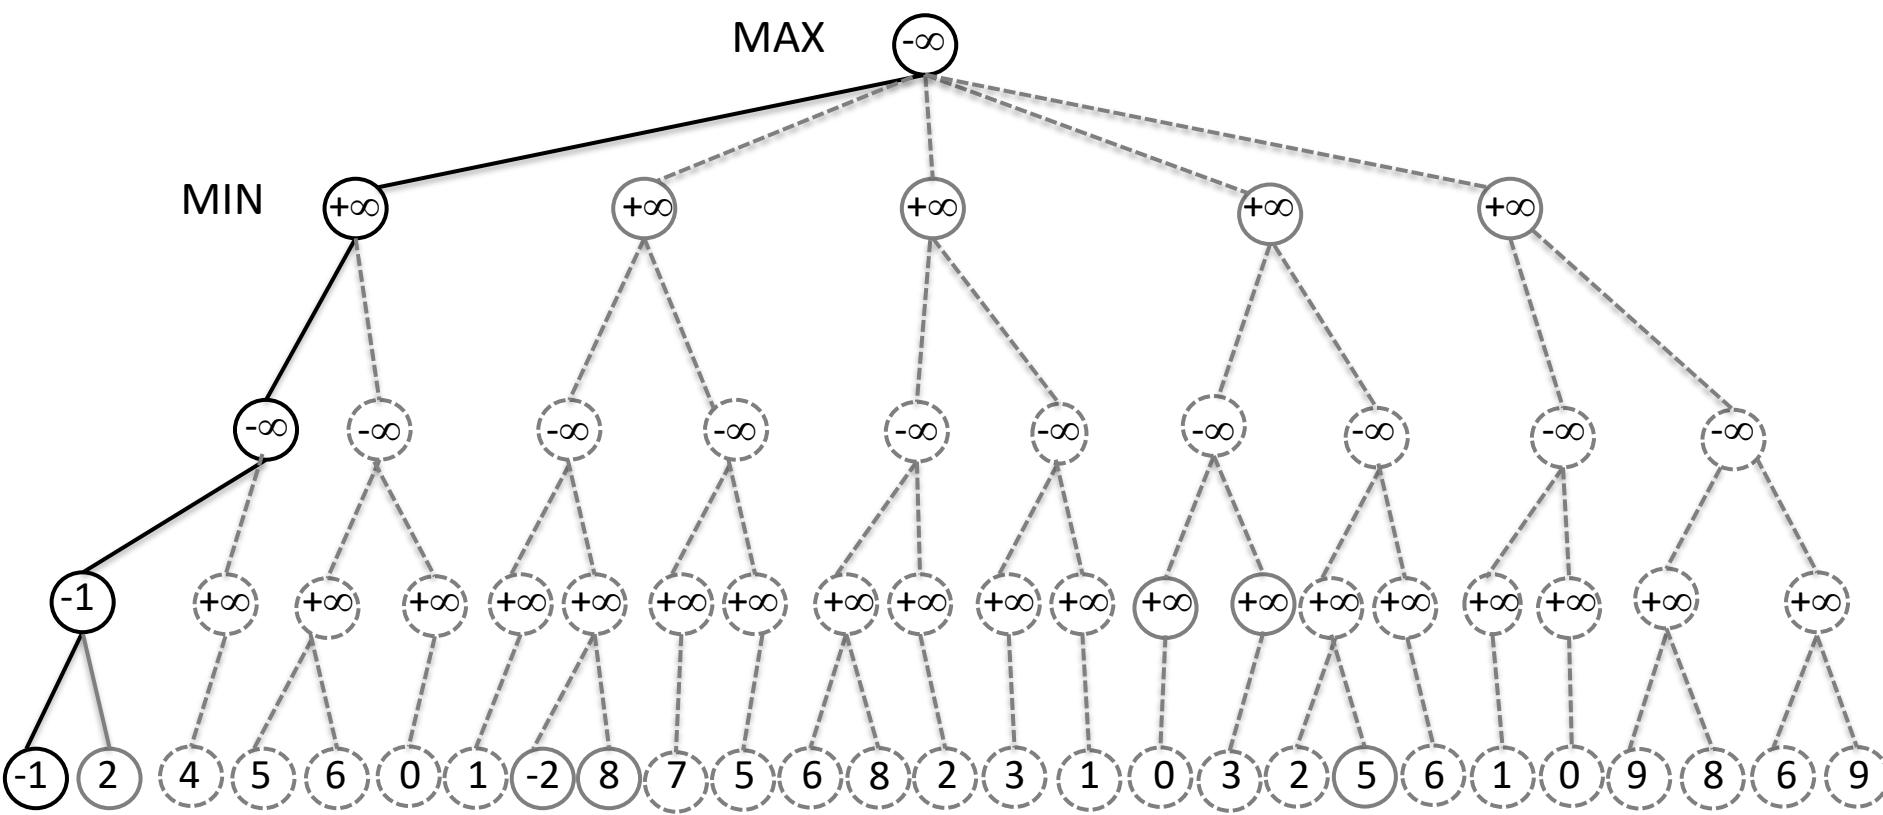 MAX -∞
MIN +∞ +∞ +∞ +∞ +∞
-∞ -∞ -∞ -∞ -∞ -∞ -∞ -∞ -∞ -∞
-1 +∞ +∞ +∞ +∞ +∞ +∞ +∞ +∞ +∞ +∞ +∞ +∞ +∞ +∞ +∞ +∞ +∞ +∞ +∞
-1 2 4 5 6 0 1 -2 8 7 5 6 8 2 3 1 0 3 2 5 6 1 0 9 8 6 9